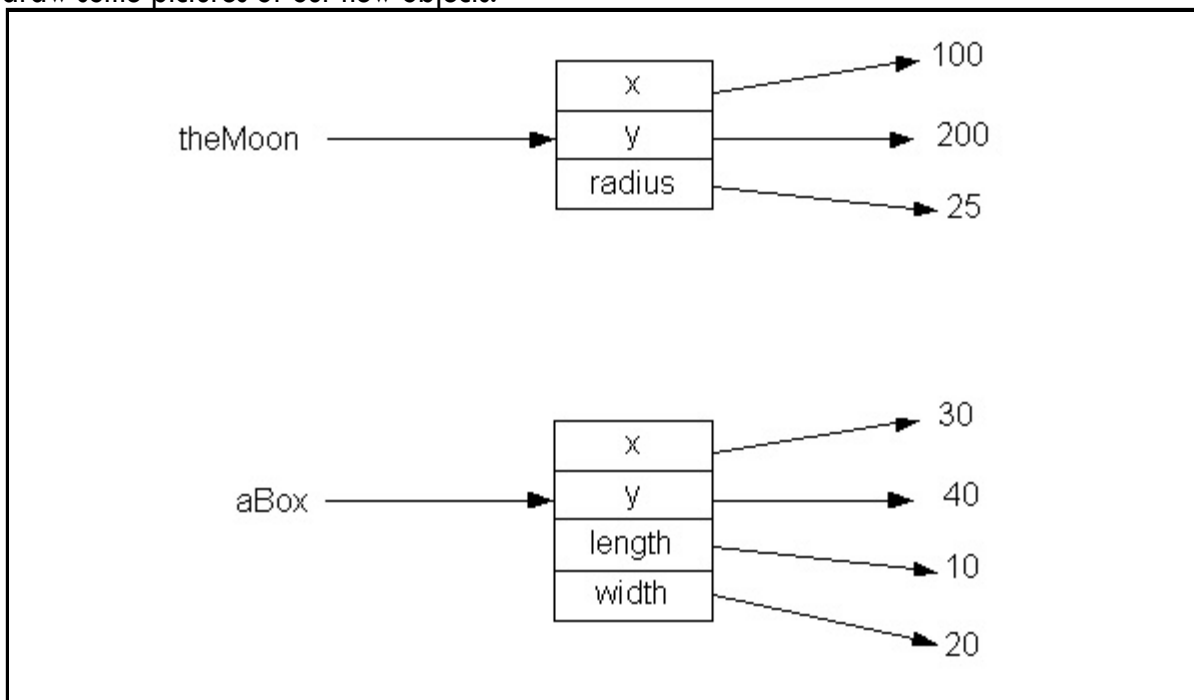 draw some pictures of our new objects.
x
100
theMoon
y
200
radius
25
x
30
aBox
y
40
length
10
width
20